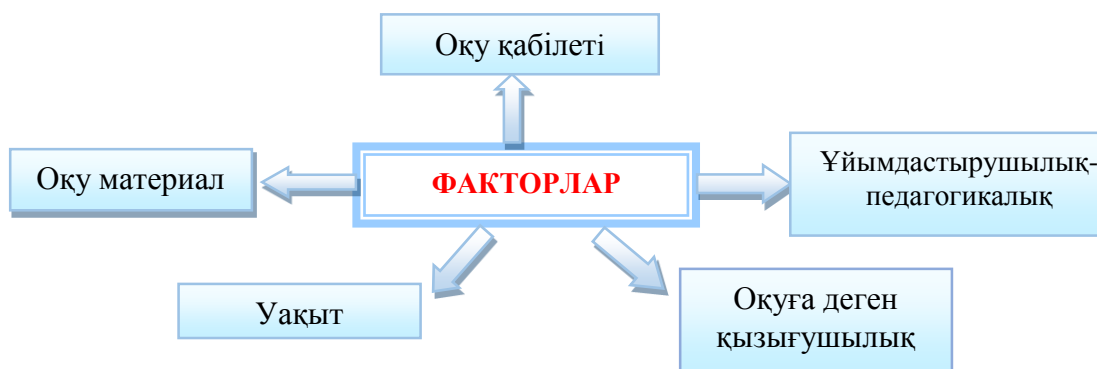 Оқу қабілеті
Оқу материал
ФАКТОРЛАР
Ұйымдастырушылық-
педагогикалық
Уақыт
Оқуға деген
қызығушылық